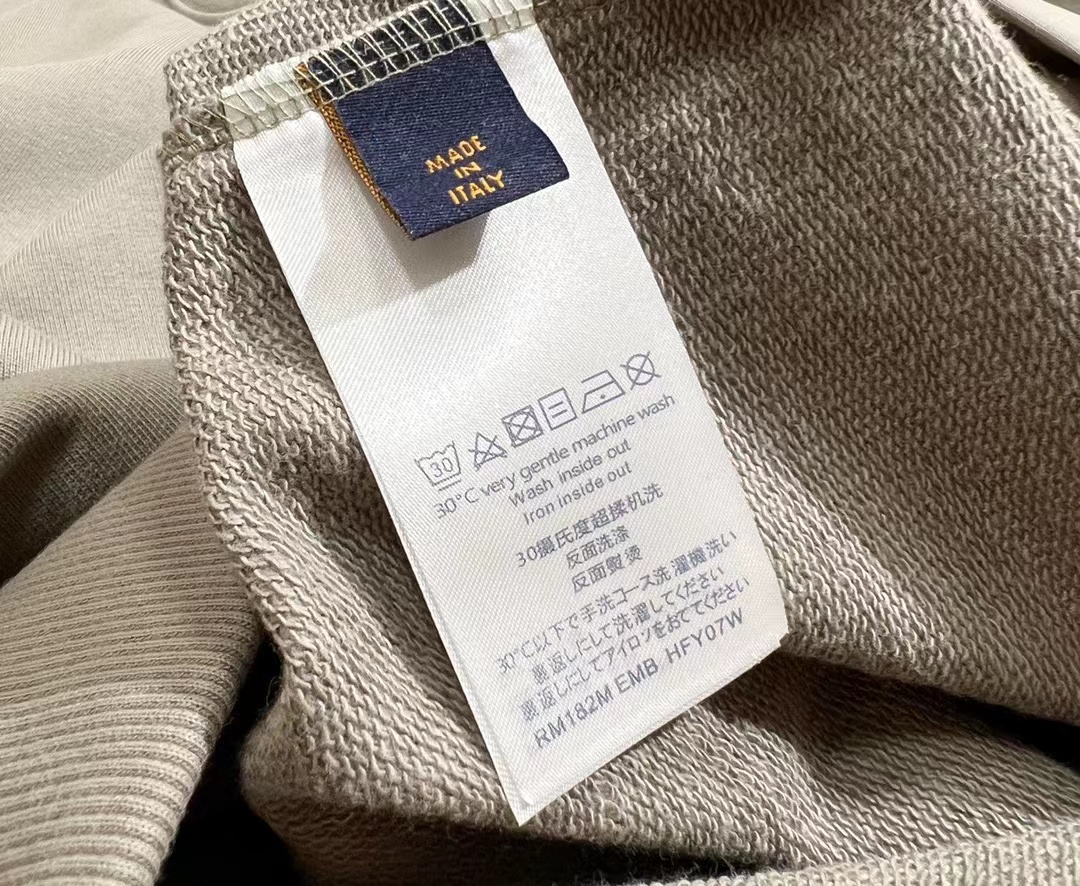 MADE
IN
ITALY
30
30°C very gentle machine wash
Wash inside out
Iron inside out
30摄氏度超揉机洗
反面洗涤
反面熨烫
30℃以下で手洗コース洗濯機洗い
裏返しにして洗濯してください
裏返しにしてアイロンをおててください
RM182M EMB HFY07W